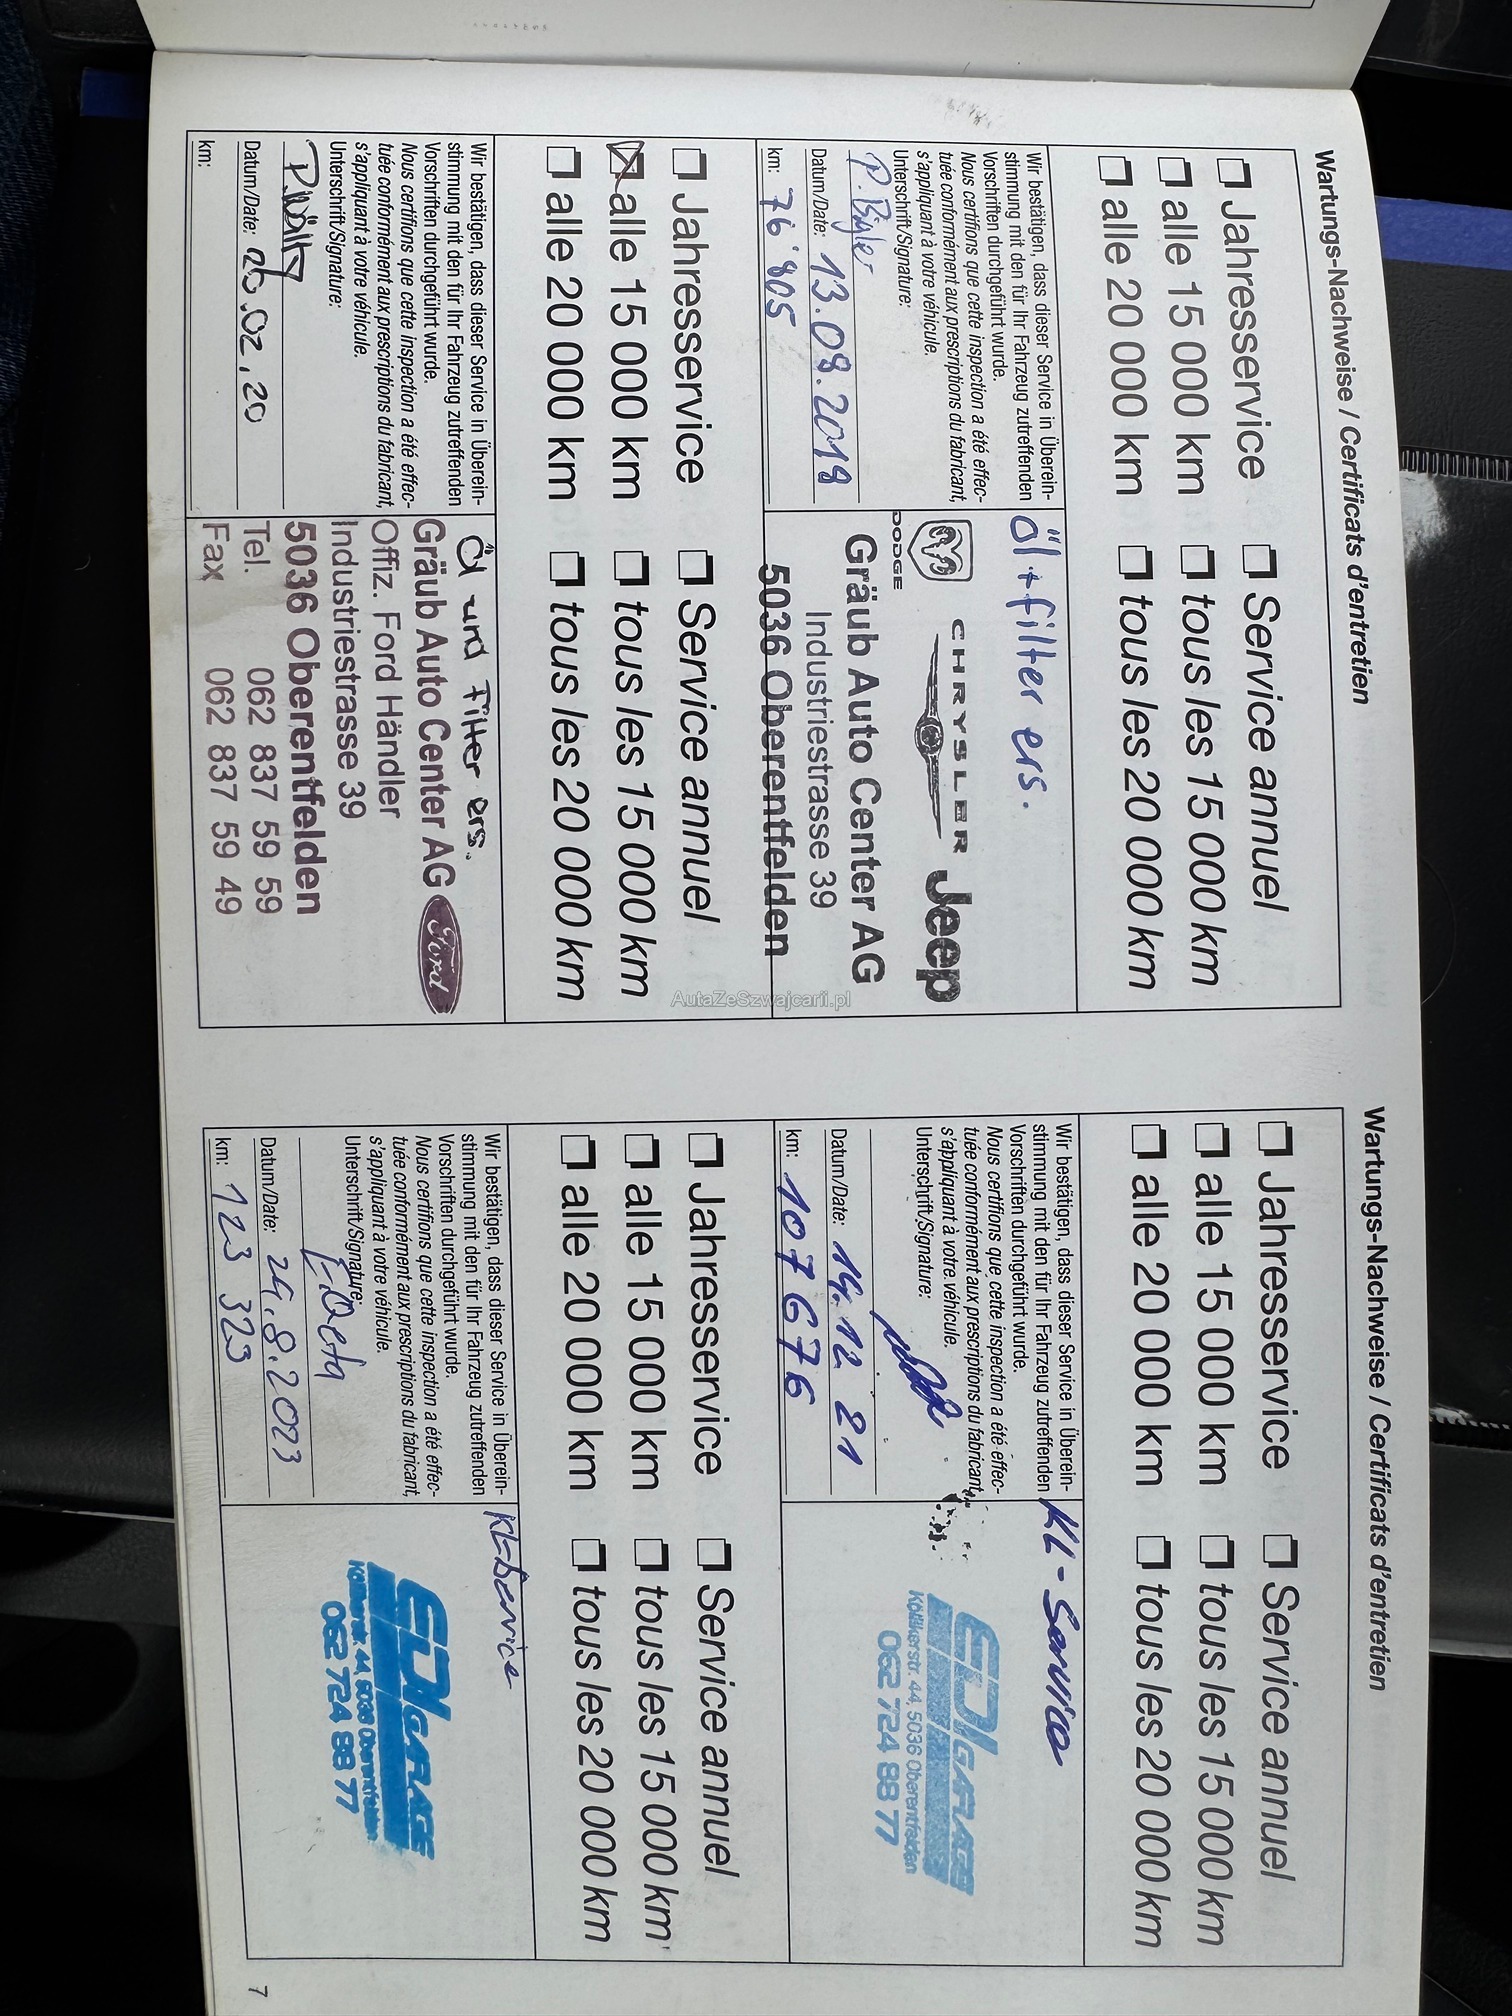 Wartungs-Nachweise / Certificats d'entretien
❏ Jahresservice ❏ Service annuel
❏ alle 15 000 km ❏ tous les 15 000 km
❏ alle 20 000 km ❏ tous les 20 000 km
Wir bestätigen, dass dieser Service in Überein-
stimmung mit den für Ihr Fahrzeug zutreffenden
Vorschriften durchgeführt wurde.
Nous certifions que cette inspection a été effec-
tuée conformément aux prescriptions du fabricant,
s'appliquant à votre véhicule.
Unterschrift/Signature:
P. Bigler
Datum/Date: 13.09.2018
km: 76'805
Öl + filter ers.
DODGE
CHRYSLER Jeep
Gräub Auto Center AG
Industriestrasse 39
5036 Oberentfelden
❏ Jahresservice ❏ Service annuel
☒ alle 15 000 km ❏ tous les 15 000 km
❏ alle 20 000 km ❏ tous les 20 000 km
Wir bestätigen, dass dieser Service in Überein-
stimmung mit den für Ihr Fahrzeug zutreffenden
Vorschriften durchgeführt wurde.
Nous certifions que cette inspection a été effec-
tuée conformément aux prescriptions du fabricant,
s'appliquant à votre véhicule.
Unterschrift/Signature:
Datum/Date: 06.02.20
km:
Öl und Filter ers.
Gräub Auto Center AG Ford
Offiz. Ford Händler
Industriestrasse 39
5036 Oberentfelden
Tel. 062 837 59 59
Fax 062 837 59 49
AutaZeSzwajcarii.pl
Wartungs-Nachweise / Certificats d'entretien
❏ Jahresservice ❏ Service annuel
❏ alle 15 000 km ❏ tous les 15 000 km
❏ alle 20 000 km ❏ tous les 20 000 km
Wir bestätigen, dass dieser Service in Überein-
stimmung mit den für Ihr Fahrzeug zutreffenden
Vorschriften durchgeführt wurde.
Nous certifions que cette inspection a été effec-
tuée conformément aux prescriptions du fabricant,
s'appliquant à votre véhicule.
Unterschrift/Signature:
Datum/Date: 14.12.21
km: 107676
KL-Service
EDI GARAGE
Köllikerstr. 44, 5036 Oberentfelden
062 724 88 77
❏ Jahresservice ❏ Service annuel
❏ alle 15 000 km ❏ tous les 15 000 km
❏ alle 20 000 km ❏ tous les 20 000 km
Wir bestätigen, dass dieser Service in Überein-
stimmung mit den für Ihr Fahrzeug zutreffenden
Vorschriften durchgeführt wurde.
Nous certifions que cette inspection a été effec-
tuée conformément aux prescriptions du fabricant,
s'appliquant à votre véhicule.
Unterschrift/Signature:
Datum/Date: 24.8.2023
km: 123 323
KL-Service
EDI GARAGE
Köllikerstr. 44, 5036 Oberentfelden
062 724 88 77
7